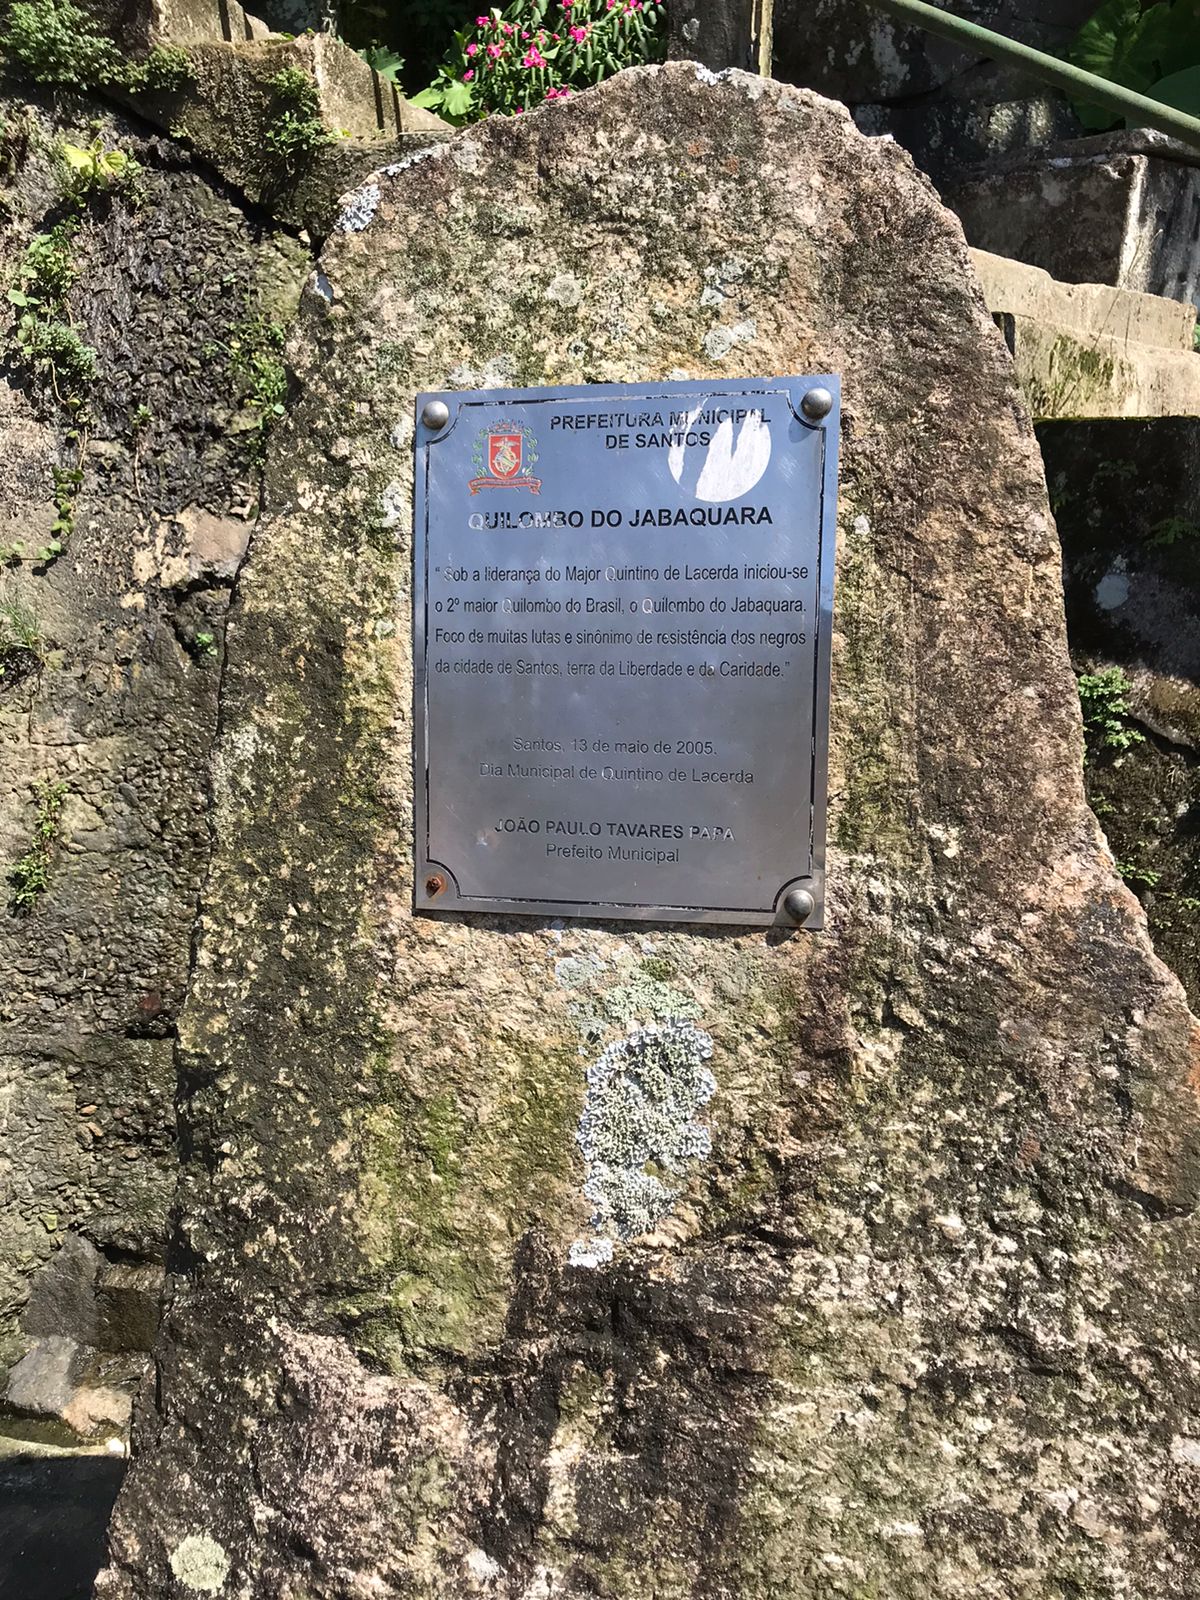 PREFEITURA MUNICIPAL
DE SANTOS
QUILOMBO DO JABAQUARA
“ Sob a liderança do Major Quintino de Lacerda iniciou-se
o 2º maior Quilombo do Brasil, o Quilombo do Jabaquara.
Foco de muitas lutas e sinônimo de resistência dos negros
da cidade de Santos, terra da Liberdade e da Caridade.”
Santos, 13 de maio de 2005.
Dia Municipal de Quintino de Lacerda
JOÃO PAULO TAVARES PAPA
Prefeito Municipal